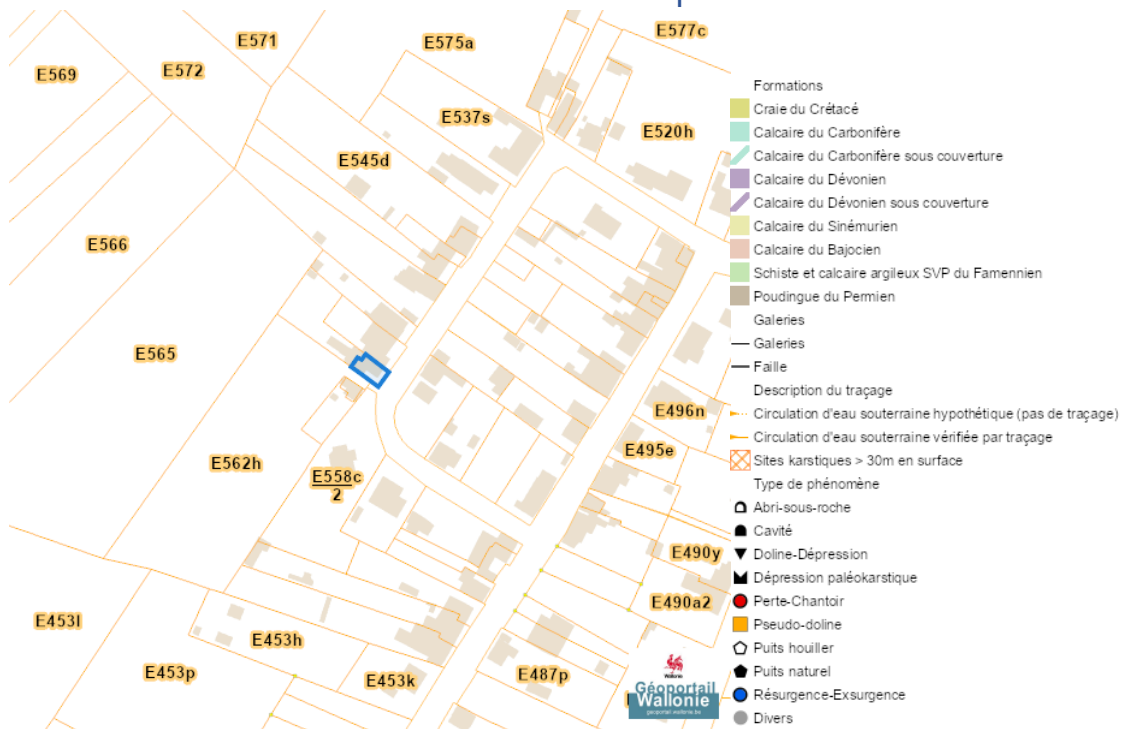 E577c
E571
E575a
E572
E569
E537s
E520h
E545d
E566
E565
E496n
E495e
E562h
E558c
2
E490y
E490a2
E453l
E453h
E453p
E453k
E487p
Wallonie
Géoportail
Wallonie
geoportail.wallonie.be
Formations
Craie du Crétacé
Calcaire du Carbonifère
Calcaire du Carbonifère sous couverture
Calcaire du Dévonien
Calcaire du Dévonien sous couverture
Calcaire du Sinémurien
Calcaire du Bajocien
Schiste et calcaire argileux SVP du Famennien
Poudingue du Permien
Galeries
Galeries
Faille
Description du traçage
Circulation d'eau souterraine hypothétique (pas de traçage)
Circulation d'eau souterraine vérifiée par traçage
Sites karstiques > 30m en surface
Type de phénomène
Abri-sous-roche
Cavité
Doline-Dépression
Dépression paléokarstique
Perte-Chantoir
Pseudo-doline
Puits houiller
Puits naturel
Résurgence-Exsurgence
Divers